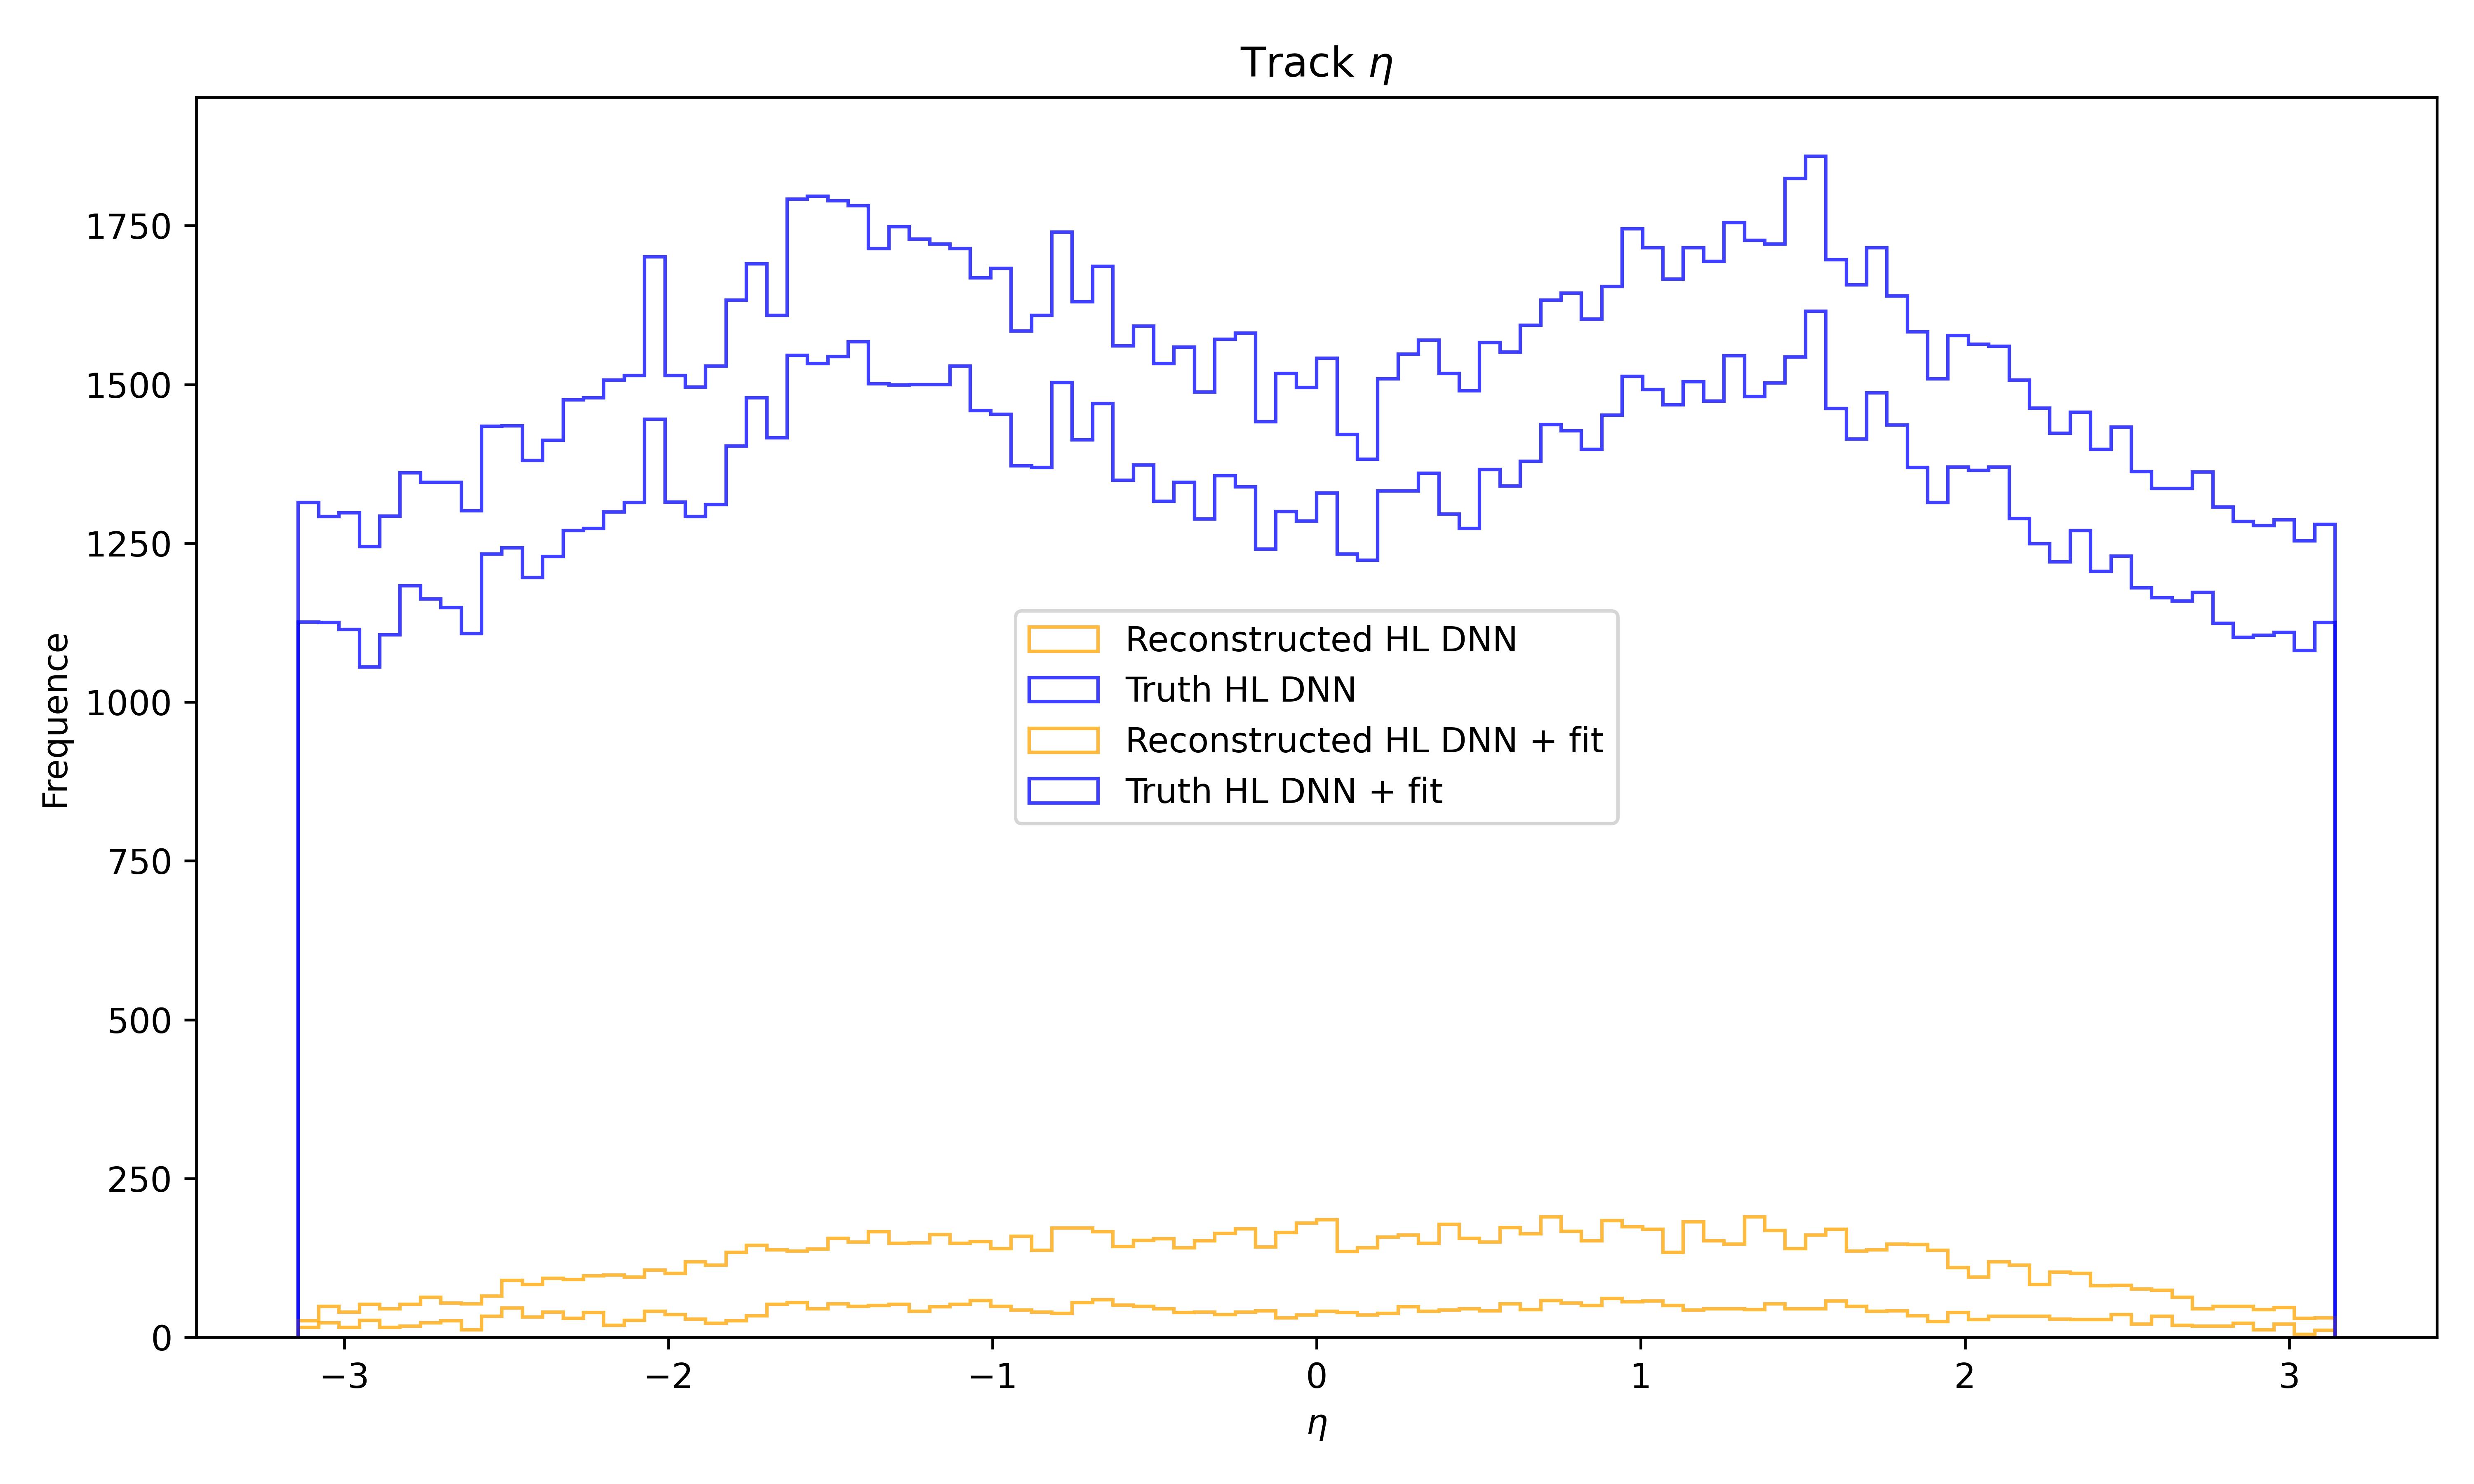 Track η
Frequence
1750
1500
1250
1000
750
500
250
0
Reconstructed HL DNN
Truth HL DNN
Reconstructed HL DNN + fit
Truth HL DNN + fit
−3 −2 −1 0 1 2 3
η